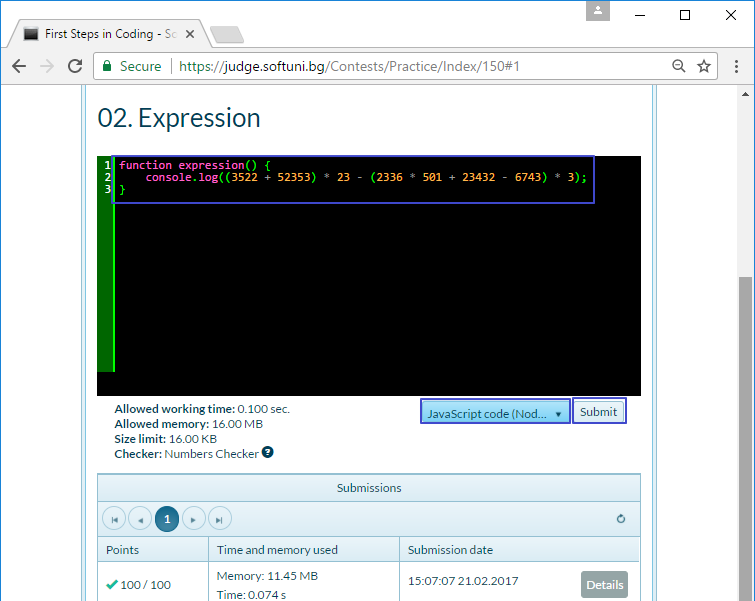 First Steps in Coding - So
Secure https://judge.softuni.bg/Contests/Practice/Index/150#1
02. Expression
1 function expression() {
2 console.log((3522 + 52353) * 23 - (2336 * 501 + 23432 - 6743) * 3);
3 }
Allowed working time: 0.100 sec.
Allowed memory: 16.00 MB
Size limit: 16.00 KB
Checker: Numbers Checker ?
JavaScript code (Nod... Submit
Submissions
1
Points Time and memory used Submission date
100 / 100 Memory: 11.45 MB 15:07:07 21.02.2017 Details
Time: 0.074 s